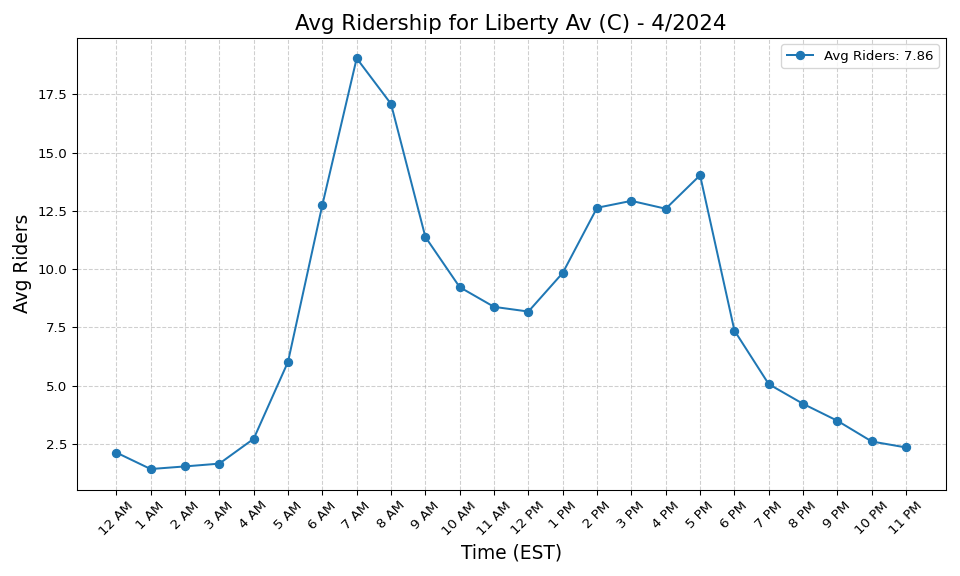 Avg Ridership for Liberty Av (C) - 4/2024
Avg Riders: 7.86
Avg Riders
17.5
15.0
12.5
10.0
7.5
5.0
2.5
12 AM
1 AM
2 AM
3 AM
4 AM
5 AM
6 AM
7 AM
8 AM
9 AM
10 AM
11 AM
12 PM
1 PM
2 PM
3 PM
4 PM
5 PM
6 PM
7 PM
8 PM
9 PM
10 PM
11 PM
Time (EST)